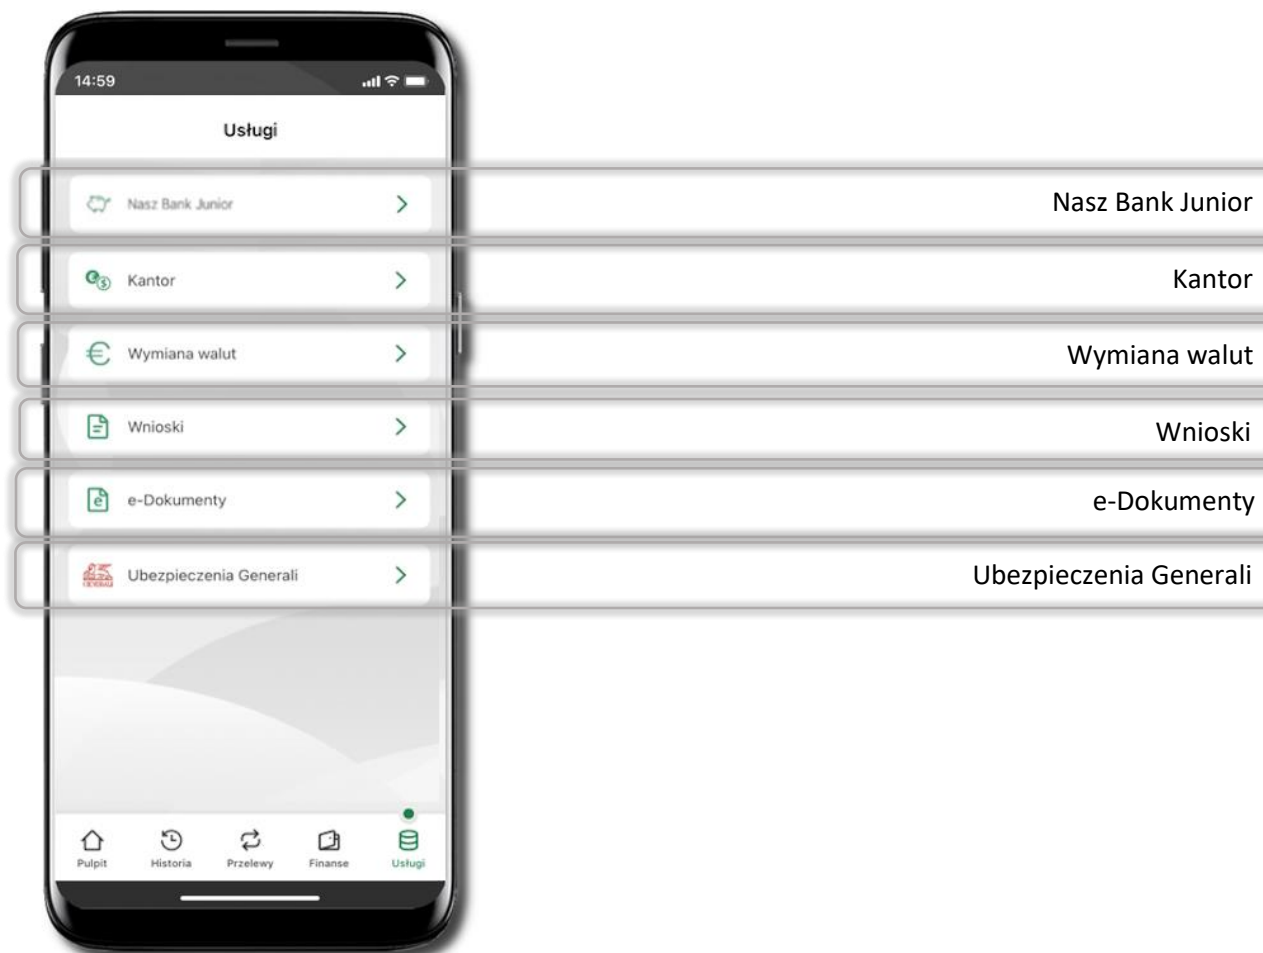 14:59
Usługi
Nasz Bank Junior
Nasz Bank Junior
Kantor
Kantor
Wymiana walut
Wymiana walut
Wnioski
Wnioski
e-Dokumenty
e-Dokumenty
Ubezpieczenia Generali
Ubezpieczenia Generali
Pulpit Historia Przelewy Finanse Usługi